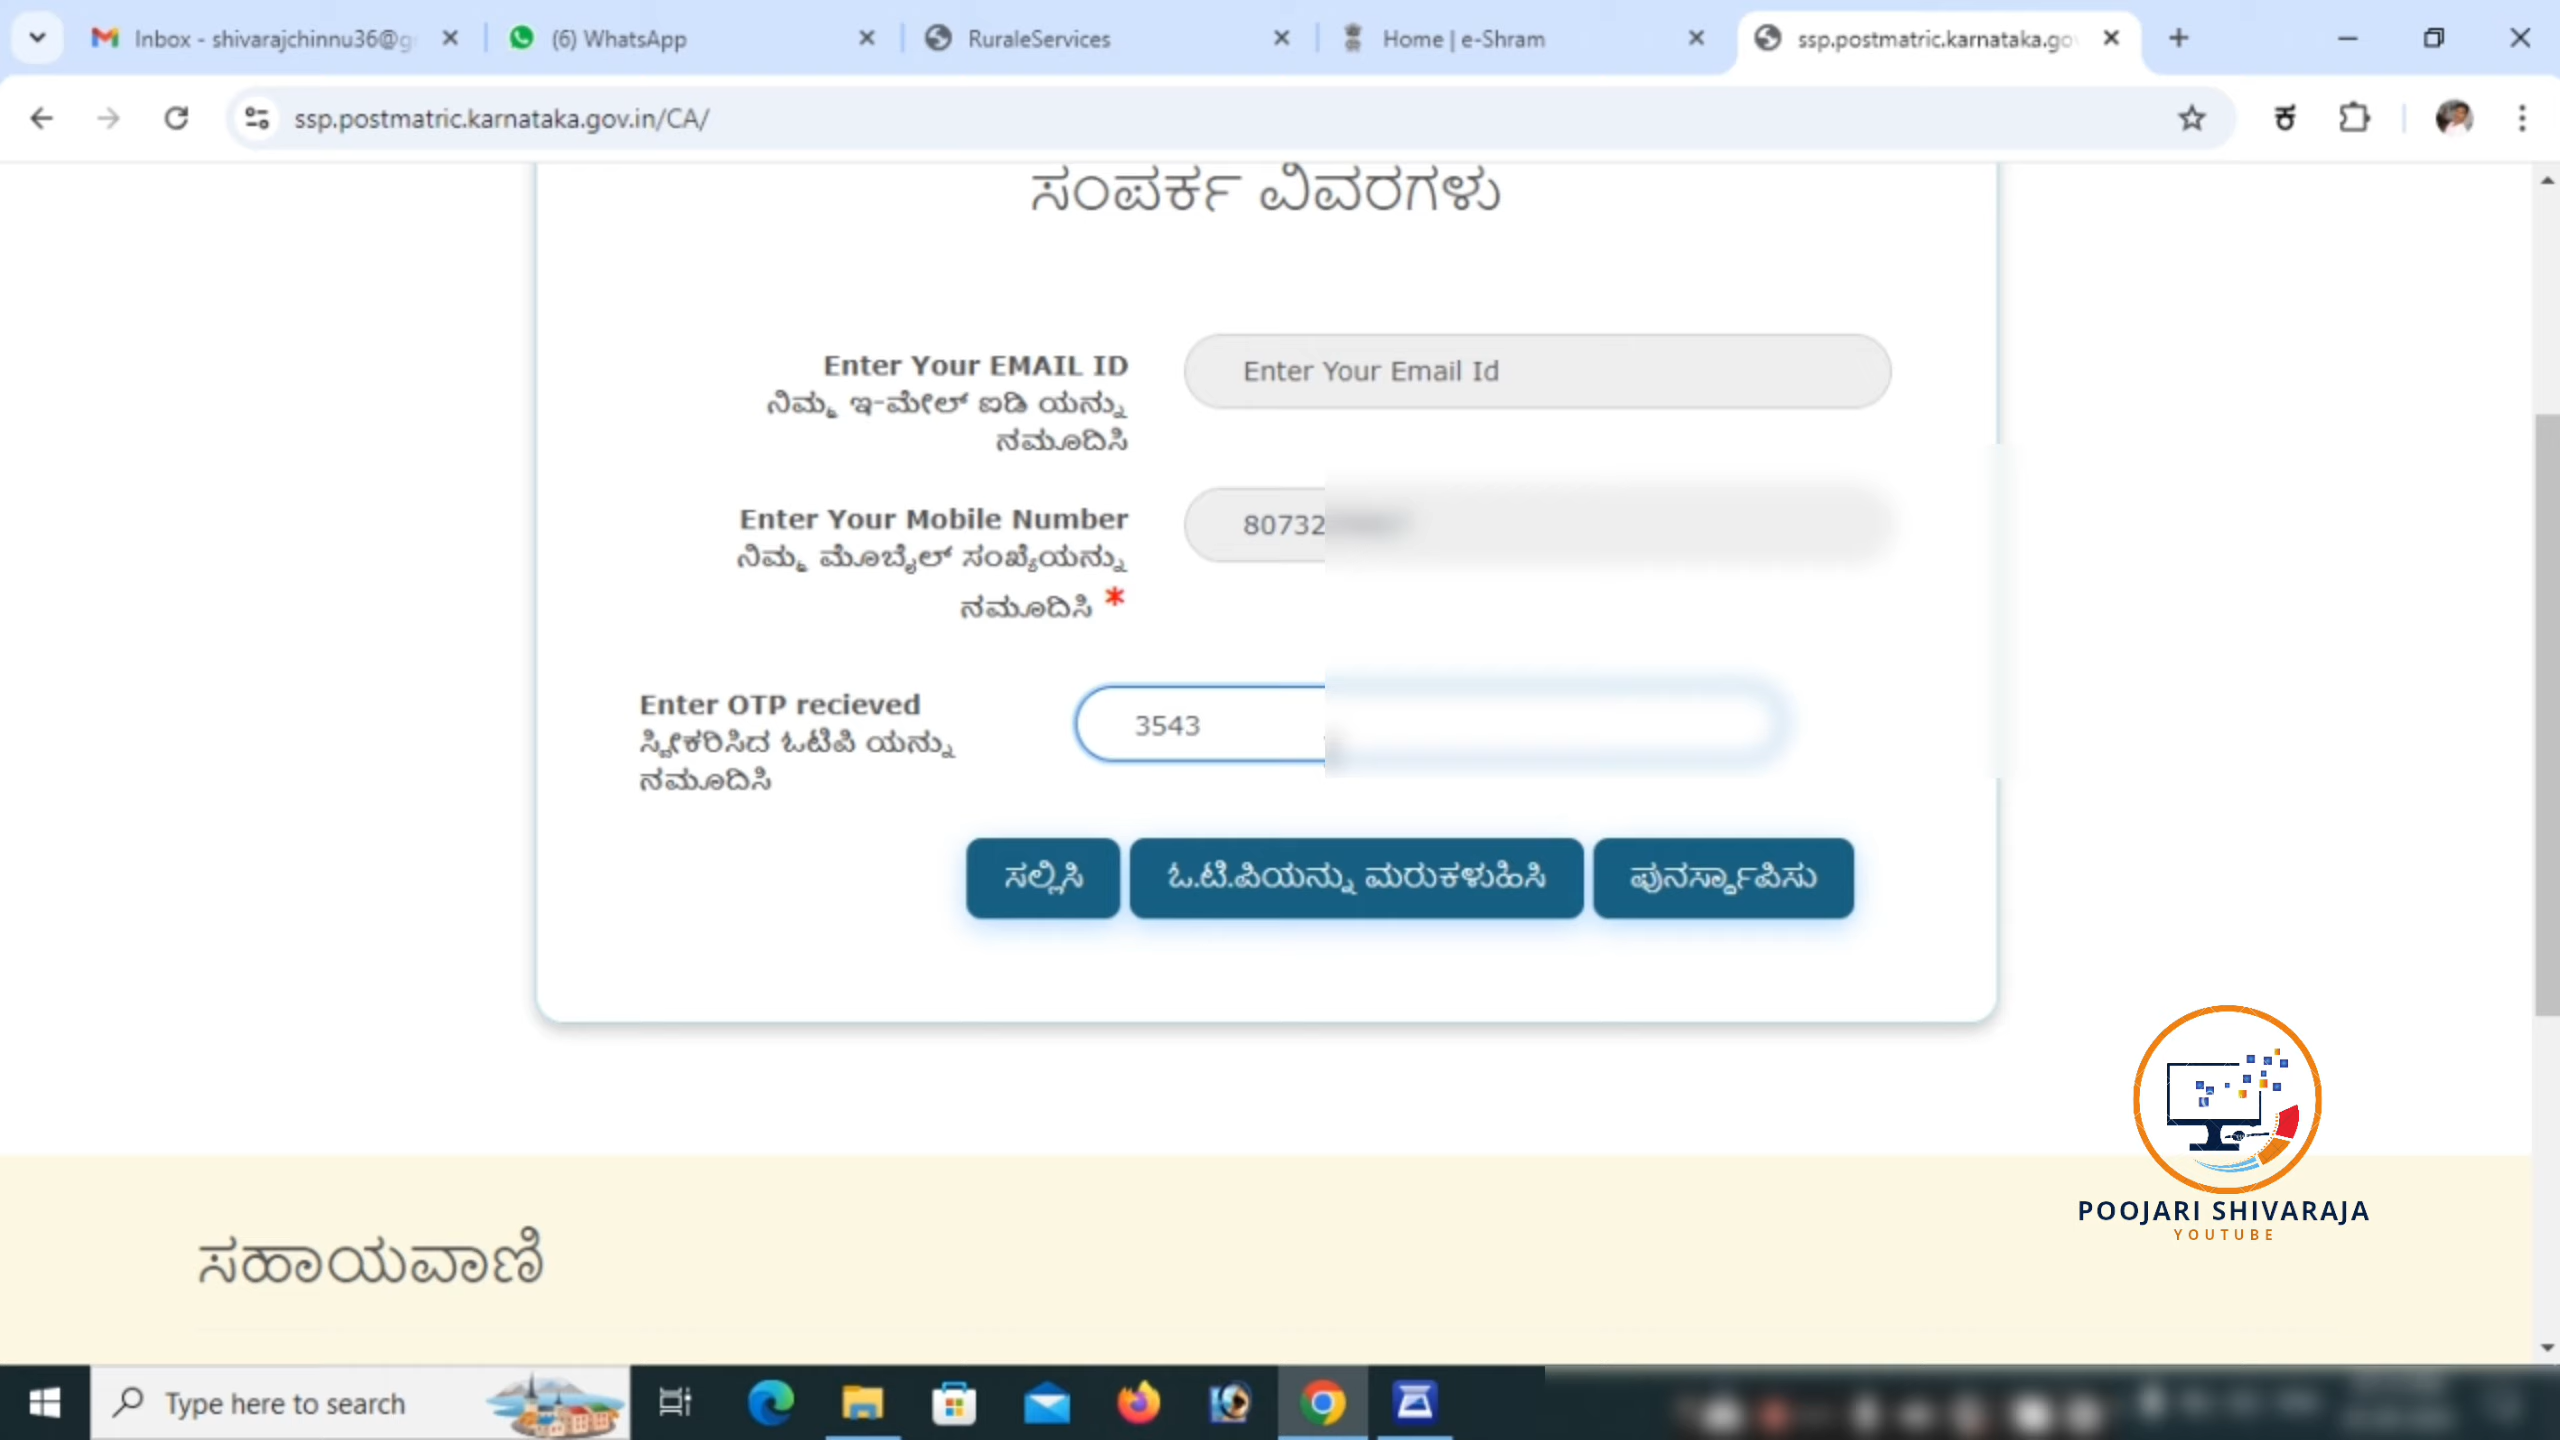 Inbox - shivarajchinnu36@g
(6) WhatsApp
RuraleServices
Home | e-Shram
ssp.postmatric.karnataka.go
ssp.postmatric.karnataka.gov.in/CA/
ಕ
ಸಂಪರ್ಕ ವಿವರಗಳು
Enter Your EMAIL ID
ನಿಮ್ಮ ಇ-ಮೇಲ್ ಐಡಿ ಯನ್ನು
ನಮೂದಿಸಿ
Enter Your Email Id
Enter Your Mobile Number
ನಿಮ್ಮ ಮೊಬೈಲ್ ಸಂಖ್ಯೆಯನ್ನು
ನಮೂದಿಸಿ *
80732
Enter OTP recieved
ಸ್ವೀಕರಿಸಿದ ಓಟಿಪಿ ಯನ್ನು
ನಮೂದಿಸಿ
3543
ಸಲ್ಲಿಸಿ
ಓ.ಟಿ.ಪಿಯನ್ನು ಮರುಕಳುಹಿಸಿ
ಪುನರ್ಸ್ಥಾಪಿಸು
POOJARI SHIVARAJA
YOUTUBE
ಸಹಾಯವಾಣಿ
Type here to search